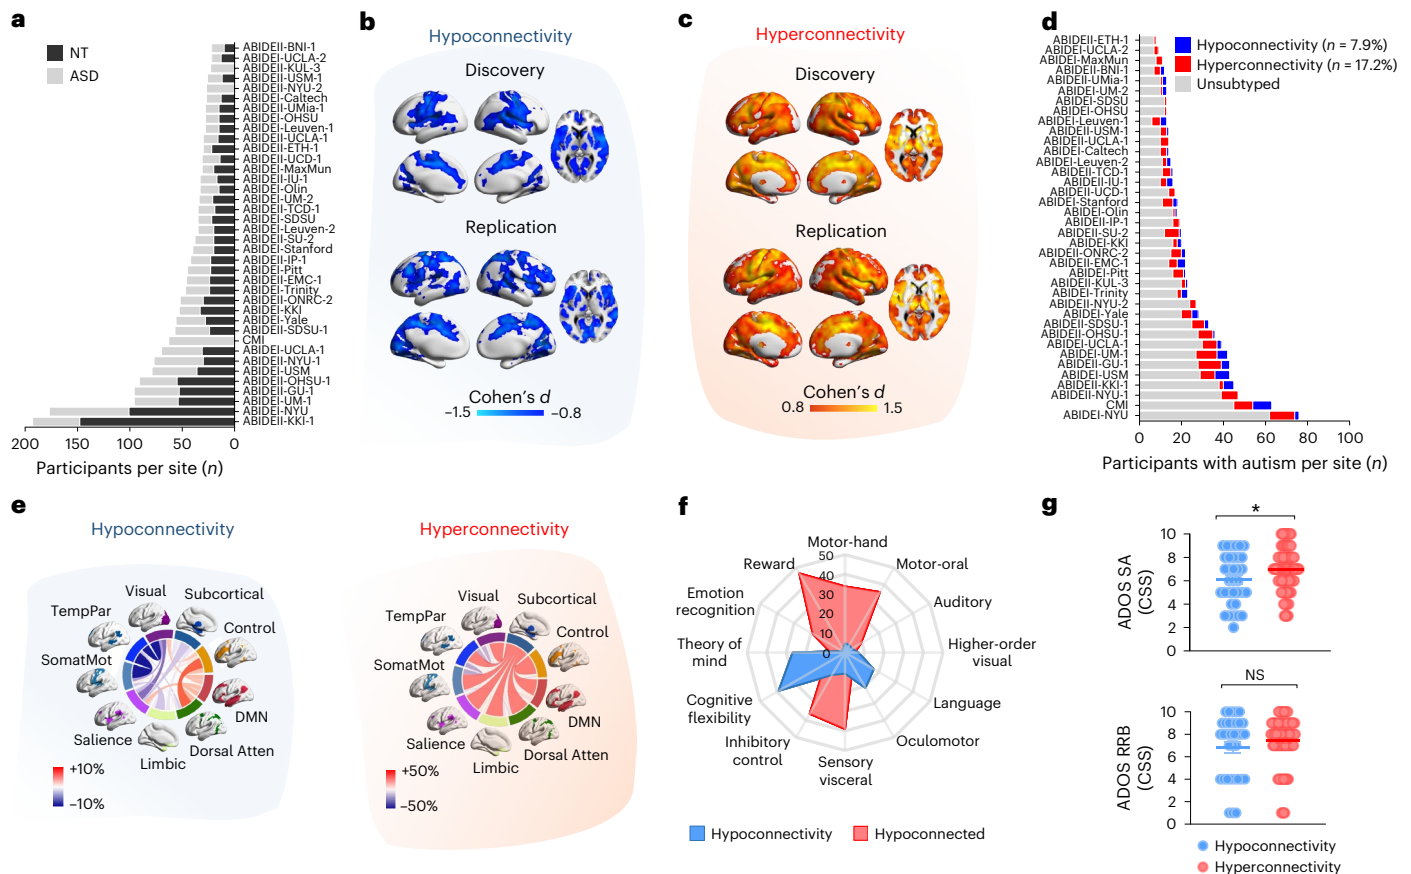 a
NT
ASD
ABIDEII-BNI-1
ABIDEI-UCLA-2
ABIDEII-KUL-3
ABIDEII-USM-1
ABIDEII-NYU-2
ABIDEI-Caltech
ABIDEII-UMia-1
ABIDEI-OHSU
ABIDEI-Leuven-1
ABIDEII-UCLA-1
ABIDEII-ETH-1
ABIDEII-UCD-1
ABIDEI-MaxMun
ABIDEII-IU-1
ABIDEI-Olin
ABIDEI-UM-2
ABIDEII-TCD-1
ABIDEI-SDSU
ABIDEI-Leuven-2
ABIDEII-SU-2
ABIDEI-Stanford
ABIDEII-IP-1
ABIDEI-Pitt
ABIDEII-EMC-1
ABIDEI-Trinity
ABIDEII-ONRC-2
ABIDEI-KKI
ABIDEI-Yale
ABIDEII-SDSU-1
CMI
ABIDEI-UCLA-1
ABIDEII-NYU-1
ABIDEI-USM
ABIDEII-OHSU-1
ABIDEII-GU-1
ABIDEI-UM-1
ABIDEI-NYU
ABIDEII-KKI-1
200 150 100 50 0
Participants per site (n)
b
Hypoconnectivity
Discovery
Replication
Cohen's d
–1.5 –0.8
c
Hyperconnectivity
Discovery
Replication
Cohen's d
0.8 1.5
d
Hypoconnectivity (n = 7.9%)
Hyperconnectivity (n = 17.2%)
Unsubtyped
ABIDEII-ETH-1
ABIDEI-UCLA-2
ABIDEI-MaxMun
ABIDEII-BNI-1
ABIDEII-UMia-1
ABIDEI-UM-2
ABIDEI-SDSU
ABIDEI-OHSU
ABIDEI-Leuven-1
ABIDEII-USM-1
ABIDEII-UCLA-1
ABIDEI-Caltech
ABIDEI-Leuven-2
ABIDEII-TCD-1
ABIDEII-IU-1
ABIDEII-UCD-1
ABIDEI-Stanford
ABIDEI-Olin
ABIDEII-IP-1
ABIDEII-SU-2
ABIDEI-KKI
ABIDEII-ONRC-2
ABIDEII-EMC-1
ABIDEI-Pitt
ABIDEII-KUL-3
ABIDEI-Trinity
ABIDEII-NYU-2
ABIDEI-Yale
ABIDEII-SDSU-1
ABIDEII-OHSU-1
ABIDEI-UCLA-1
ABIDEI-UM-1
ABIDEII-GU-1
ABIDEI-USM
ABIDEII-KKI-1
ABIDEII-NYU-1
CMI
ABIDEI-NYU
0 20 40 60 80 100
Participants with autism per site (n)
e
Hypoconnectivity
Visual
Subcortical
TempPar
Control
SomatMot
DMN
Salience
Dorsal Atten
Limbic
+10%
–10%
Hyperconnectivity
Visual
Subcortical
TempPar
Control
SomatMot
DMN
Salience
Dorsal Atten
Limbic
+50%
–50%
f
Motor-hand
50
40
30
20
10
0
Reward
Motor-oral
Emotion
recognition
Auditory
Theory of
mind
Higher-order
visual
Cognitive
flexibility
Language
Inhibitory
control
Oculomotor
Sensory
visceral
Hypoconnectivity
Hypoconnected
g
*
ADOS SA
(CSS)
10
8
6
4
2
0
NS
ADOS RRB
(CSS)
10
8
6
4
2
0
Hypoconnectivity
Hyperconnectivity